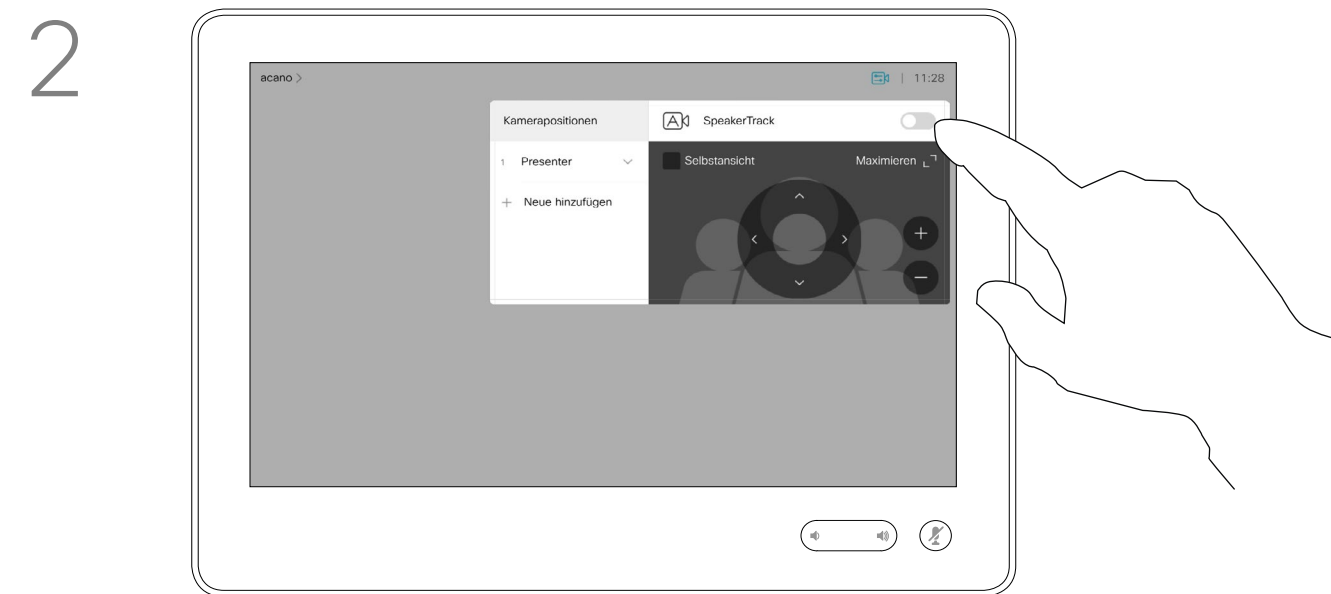 2
acano >
11:28
Kamerapositionen
SpeakerTrack
1 Presenter
Selbstansicht
Maximieren
+ Neue hinzufügen